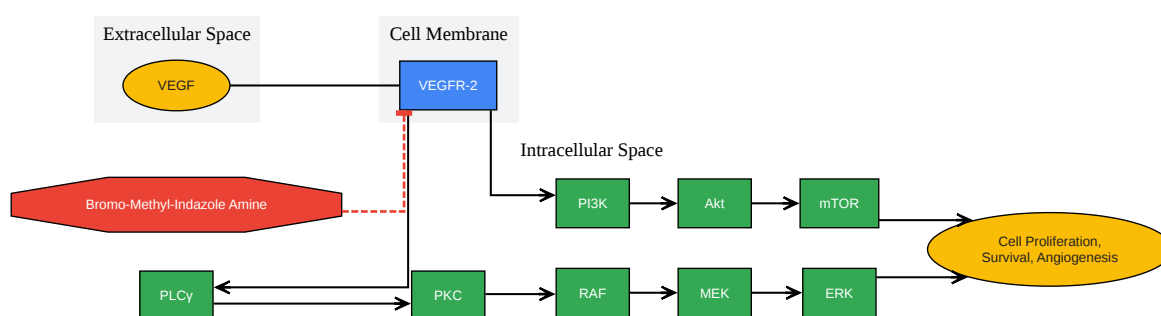 Extracellular Space
Cell Membrane
VEGF
VEGFR-2
Intracellular Space
Bromo-Methyl-Indazole Amine
PI3K
Akt
mTOR
Cell Proliferation,
Survival, Angiogenesis
PLCγ
PKC
RAF
MEK
ERK